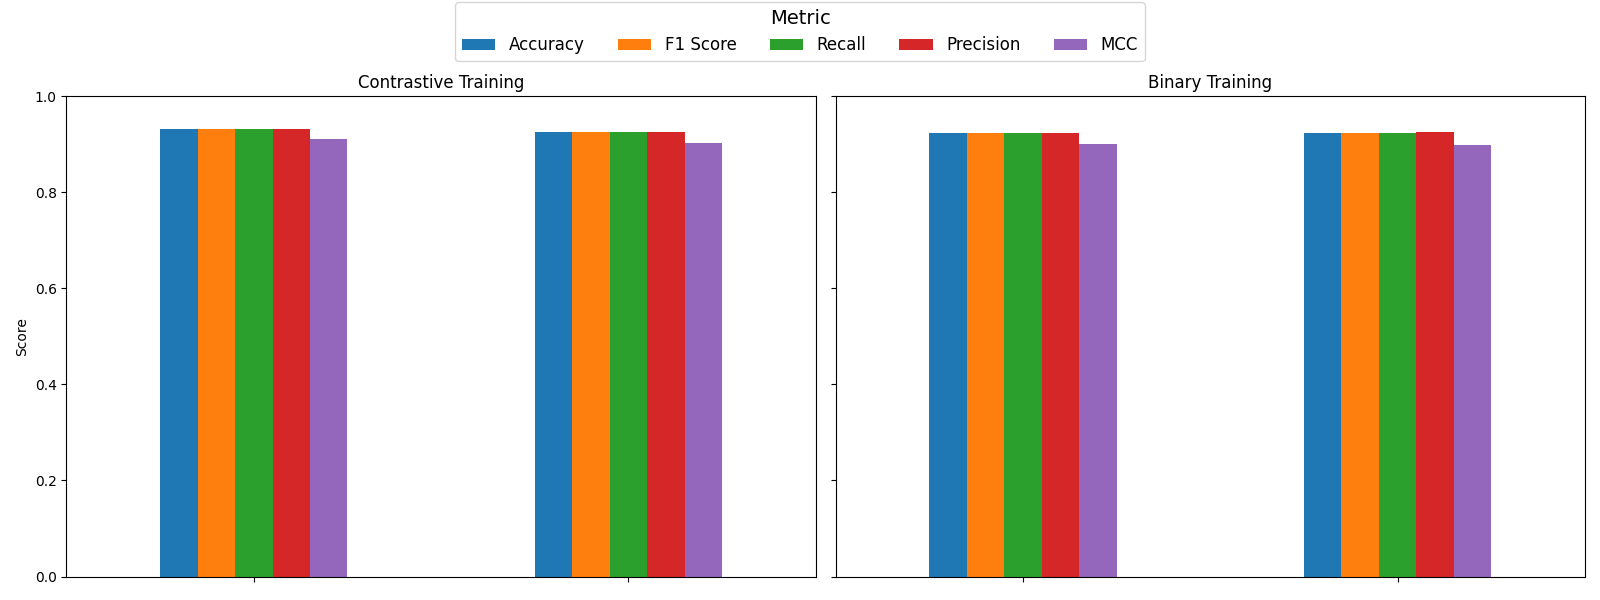 Metric
Accuracy F1 Score Recall Precision MCC
Contrastive Training Binary Training
1.0
0.8
0.6
0.4
0.2
0.0
Score